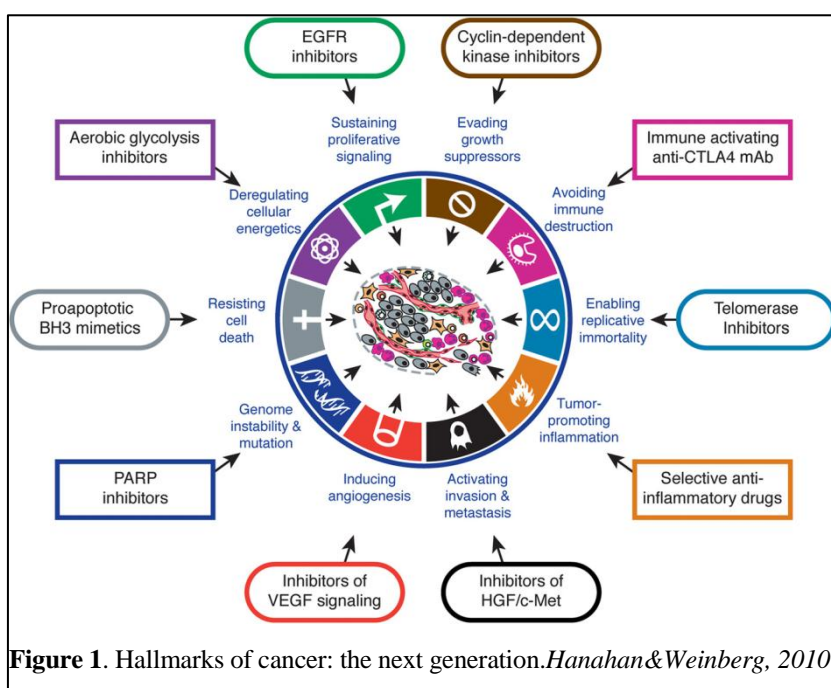 EGFR
inhibitors
Cyclin-dependent
kinase inhibitors
Aerobic glycolysis
inhibitors
Sustaining
proliferative
signaling
Evading
growth
suppressors
Immune activating
anti-CTLA4 mAb
Deregulating
cellular
energetics
Avoiding
immune
destruction
Proapoptotic
BH3 mimetics
Resisting
cell
death
Enabling
replicative
immortality
Telomerase
Inhibitors
Genome
instability &
mutation
Tumor-
promoting
inflammation
PARP
inhibitors
Inducing
angiogenesis
Activating
invasion &
metastasis
Selective anti-
inflammatory drugs
Inhibitors of
VEGF signaling
Inhibitors of
HGF/c-Met
Figure 1. Hallmarks of cancer: the next generation.Hanahan&Weinberg, 2010